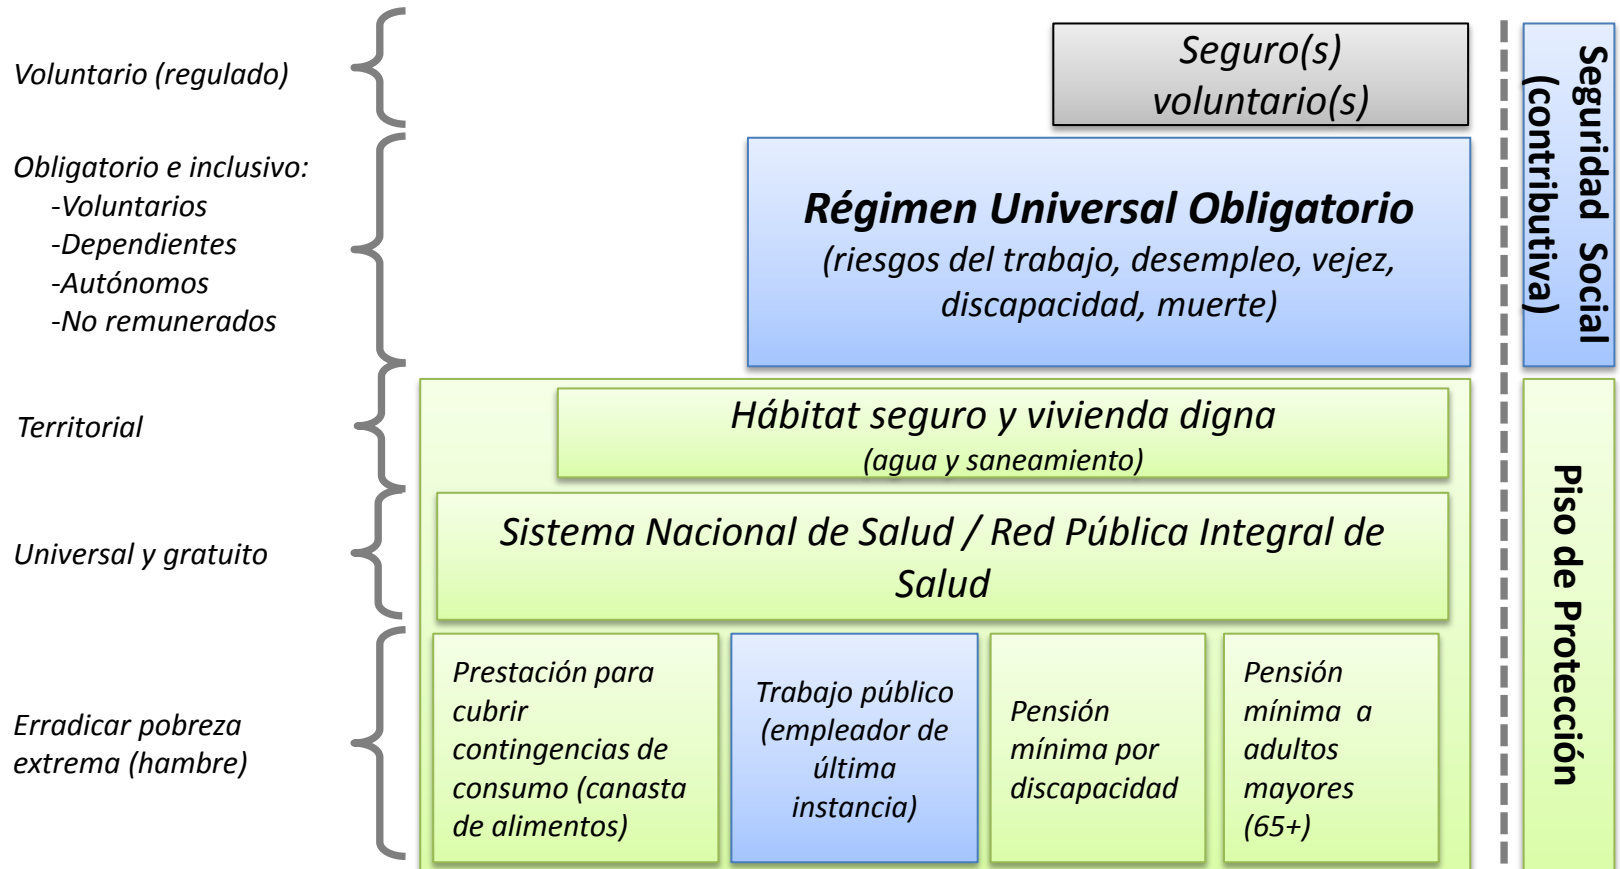 Voluntario (regulado)
Seguro(s)
voluntario(s)
Obligatorio e inclusivo:
-Voluntarios
-Dependientes
-Autónomos
-No remunerados
Régimen Universal Obligatorio
(riesgos del trabajo, desempleo, vejez,
discapacidad, muerte)
Seguridad Social
(contributiva)
Territorial
Hábitat seguro y vivienda digna
(agua y saneamiento)
Universal y gratuito
Sistema Nacional de Salud / Red Pública Integral de
Salud
Erradicar pobreza
extrema (hambre)
Prestación para
cubrir
contingencias de
consumo (canasta
de alimentos)
Trabajo público
(empleador de
última
instancia)
Pensión
mínima por
discapacidad
Pensión
mínima a
adultos
mayores
(65+)
Piso de Protección